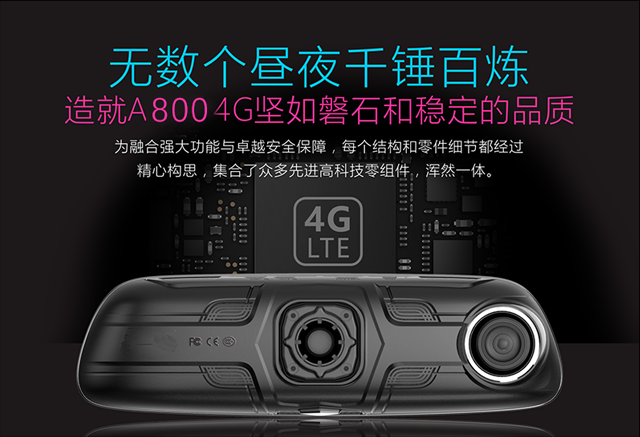 无数个昼夜千锤百炼
造就A800 4G坚如磐石和稳定的品质
为融合强大功能与卓越安全保障，每个结构和零件细节都经过
精心构思，集合了众多先进高科技零组件，浑然一体。
4G
LTE
FC CE